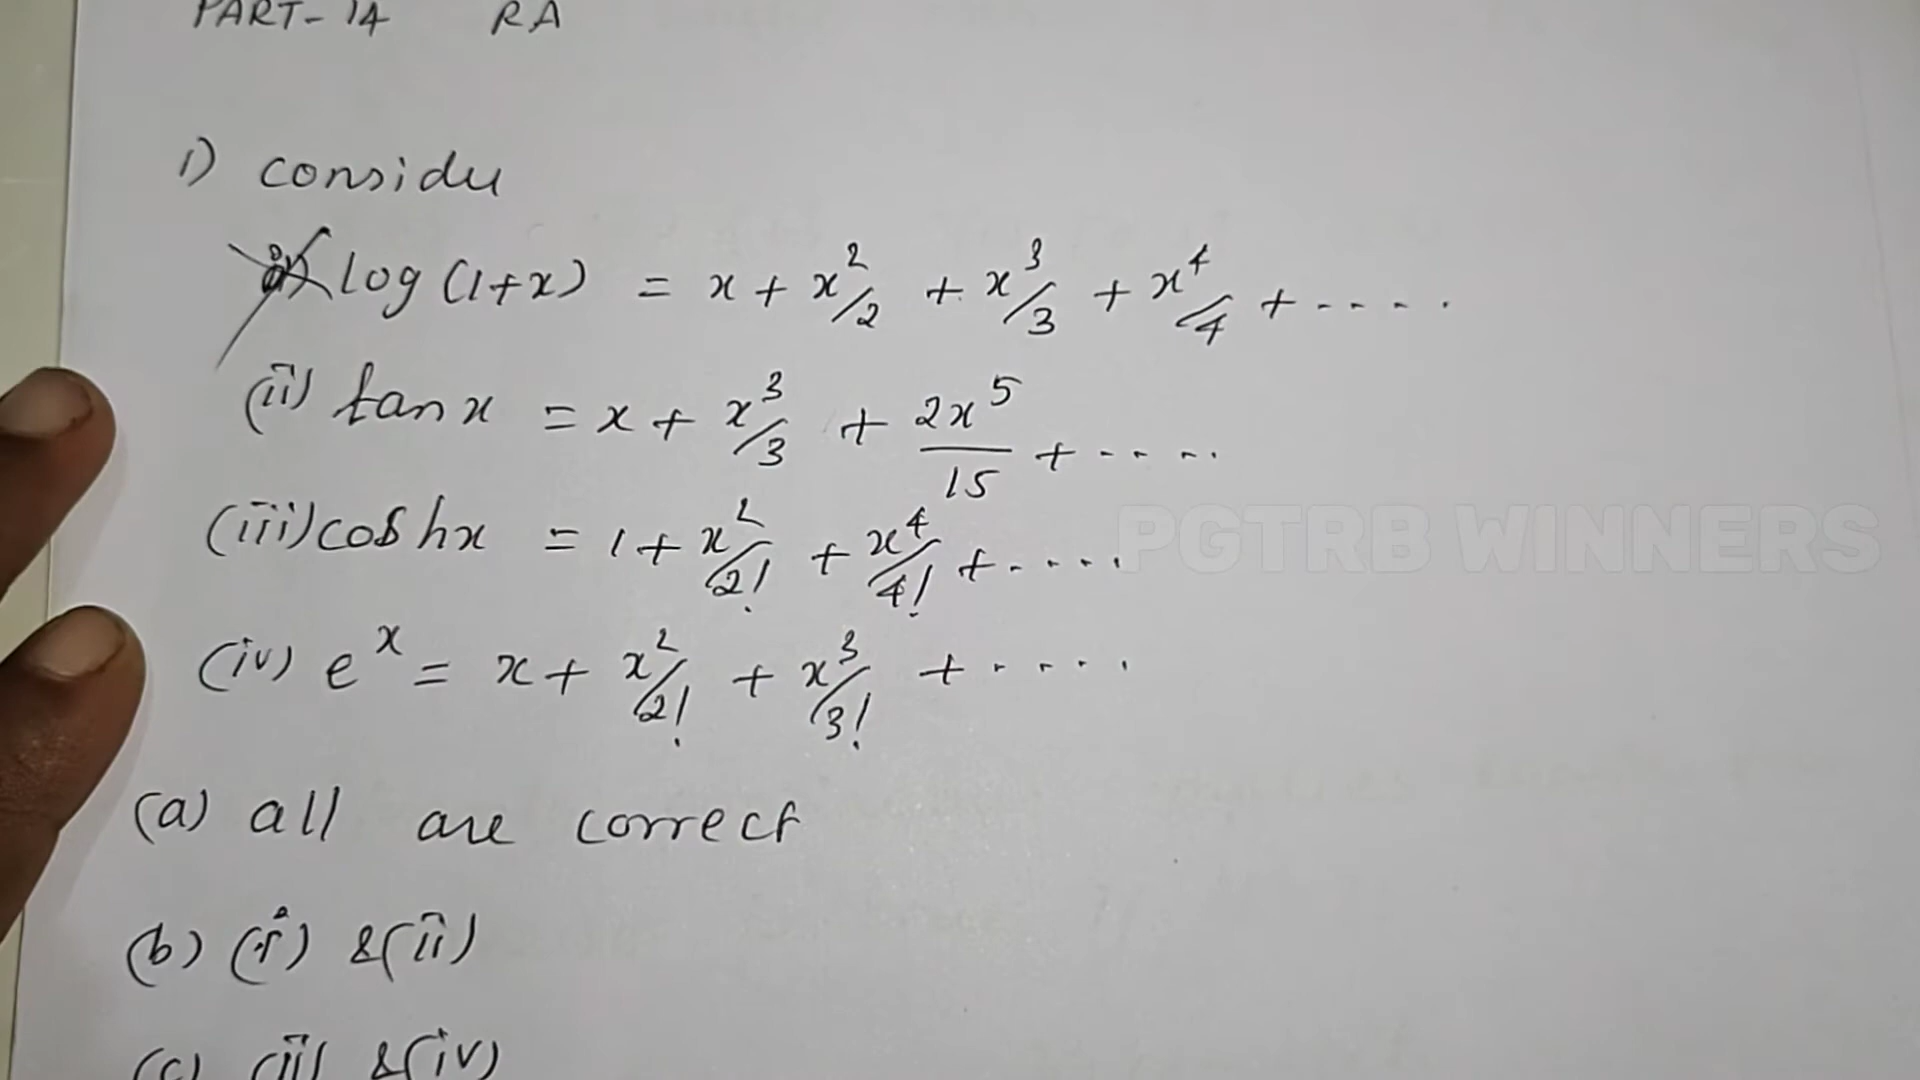 PART-14 RA
1) consider
(i) log (1+x) = x + x²/2 + x³/3 + x⁴/4 + ....
(ii) tan x = x + x³/3 + 2x⁵/15 + ....
(iii) cos hx = 1 + x²/2! + x⁴/4! + ....
PGTRB WINNERS
(iv) eˣ = x + x²/2! + x³/3! + ....
(a) all are correct
(b) (i) & (ii)
(c) (ii) & (iv)